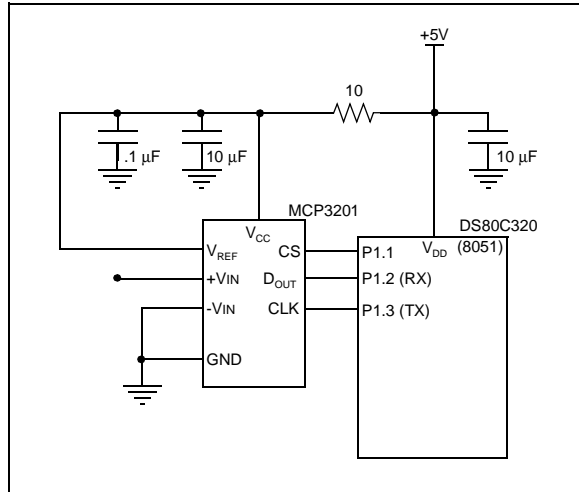 +5V
10
.1 µF
10 µF
10 µF
MCP3201
DS80C320
(8051)
VCC
VDD
VREF
CS
P1.1
+VIN
DOUT
P1.2 (RX)
-VIN
CLK
P1.3 (TX)
GND